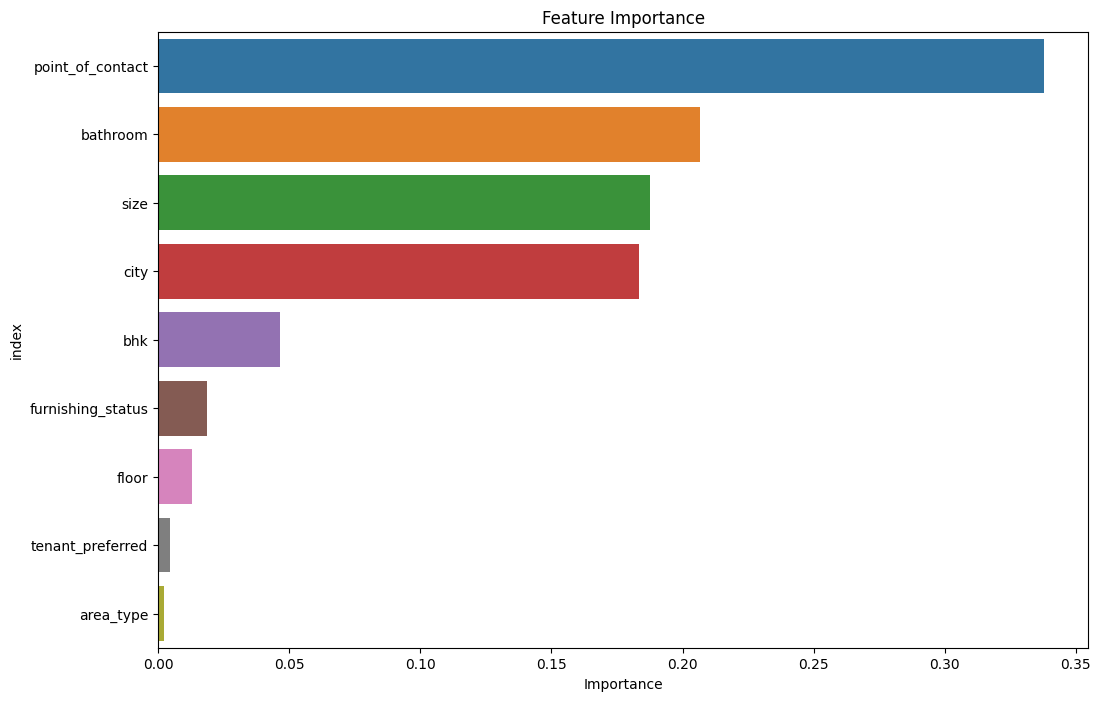 Feature Importance
point_of_contact
bathroom
size
city
bhk
furnishing_status
floor
tenant_preferred
area_type
index
0.00 0.05 0.10 0.15 0.20 0.25 0.30 0.35
Importance